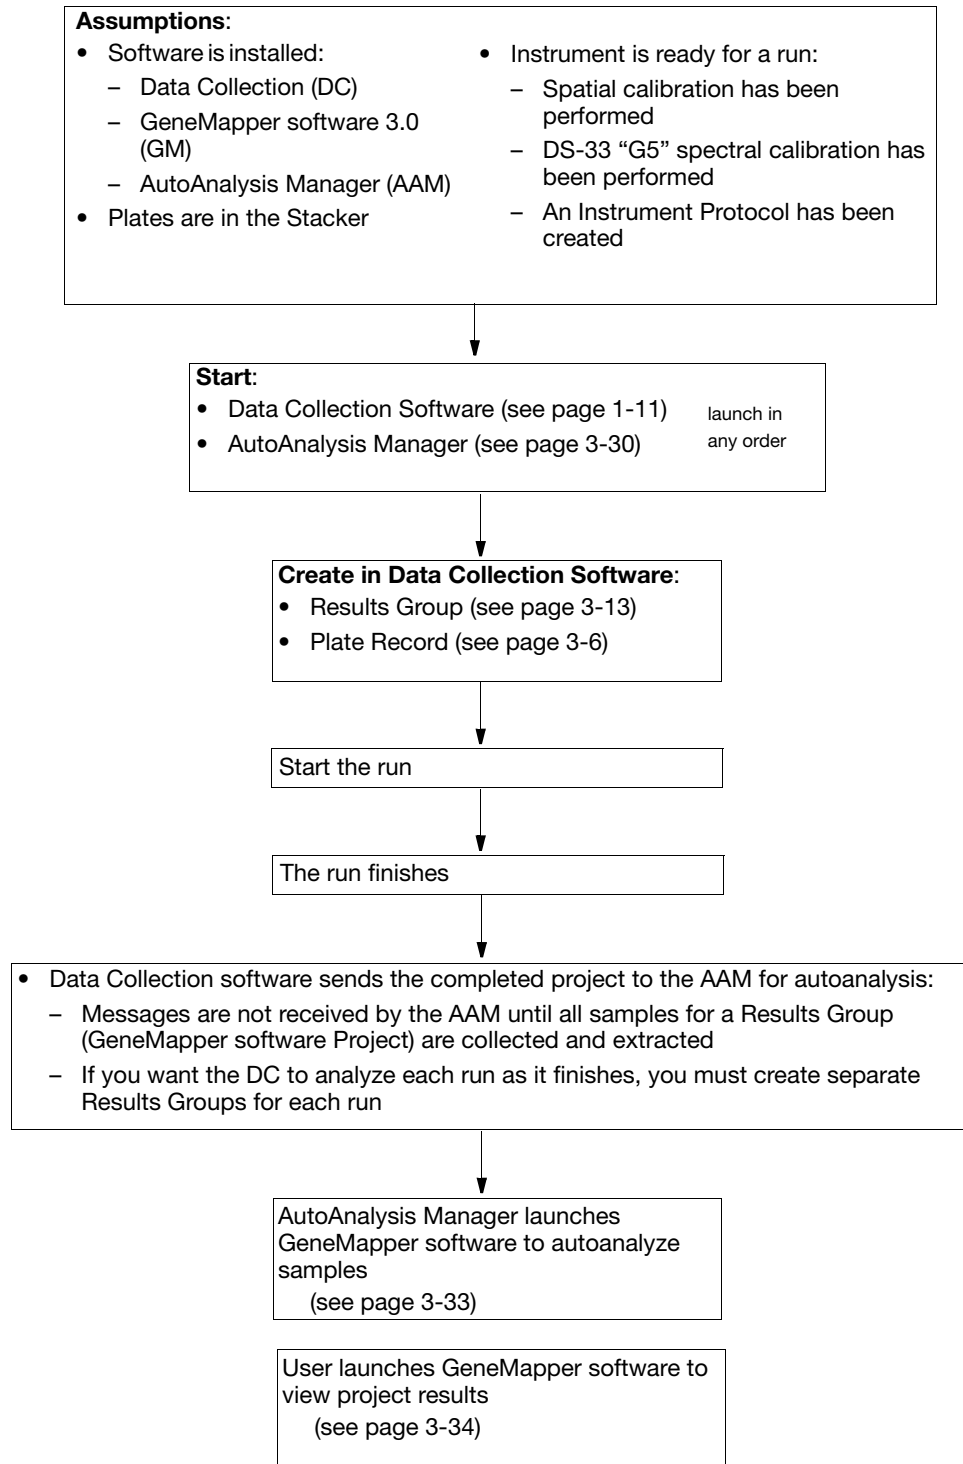 Assumptions:
• Software is installed:
– Data Collection (DC)
– GeneMapper software 3.0
(GM)
– AutoAnalysis Manager (AAM)
• Plates are in the Stacker
• Instrument is ready for a run:
– Spatial calibration has been
performed
– DS-33 “G5” spectral calibration has
been performed
– An Instrument Protocol has been
created
Start:
• Data Collection Software (see page 1-11)
• AutoAnalysis Manager (see page 3-30)
launch in
any order
Create in Data Collection Software:
• Results Group (see page 3-13)
• Plate Record (see page 3-6)
Start the run
The run finishes
• Data Collection software sends the completed project to the AAM for autoanalysis:
– Messages are not received by the AAM until all samples for a Results Group
(GeneMapper software Project) are collected and extracted
– If you want the DC to analyze each run as it finishes, you must create separate
Results Groups for each run
AutoAnalysis Manager launches
GeneMapper software to autoanalyze
samples
(see page 3-33)
User launches GeneMapper software to
view project results
(see page 3-34)